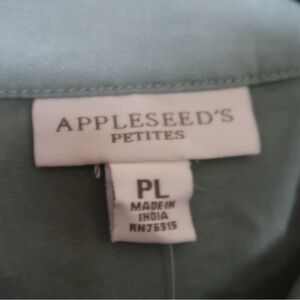 APPLESEED'S
PETITES
PL
MADE IN
INDIA
RN76915